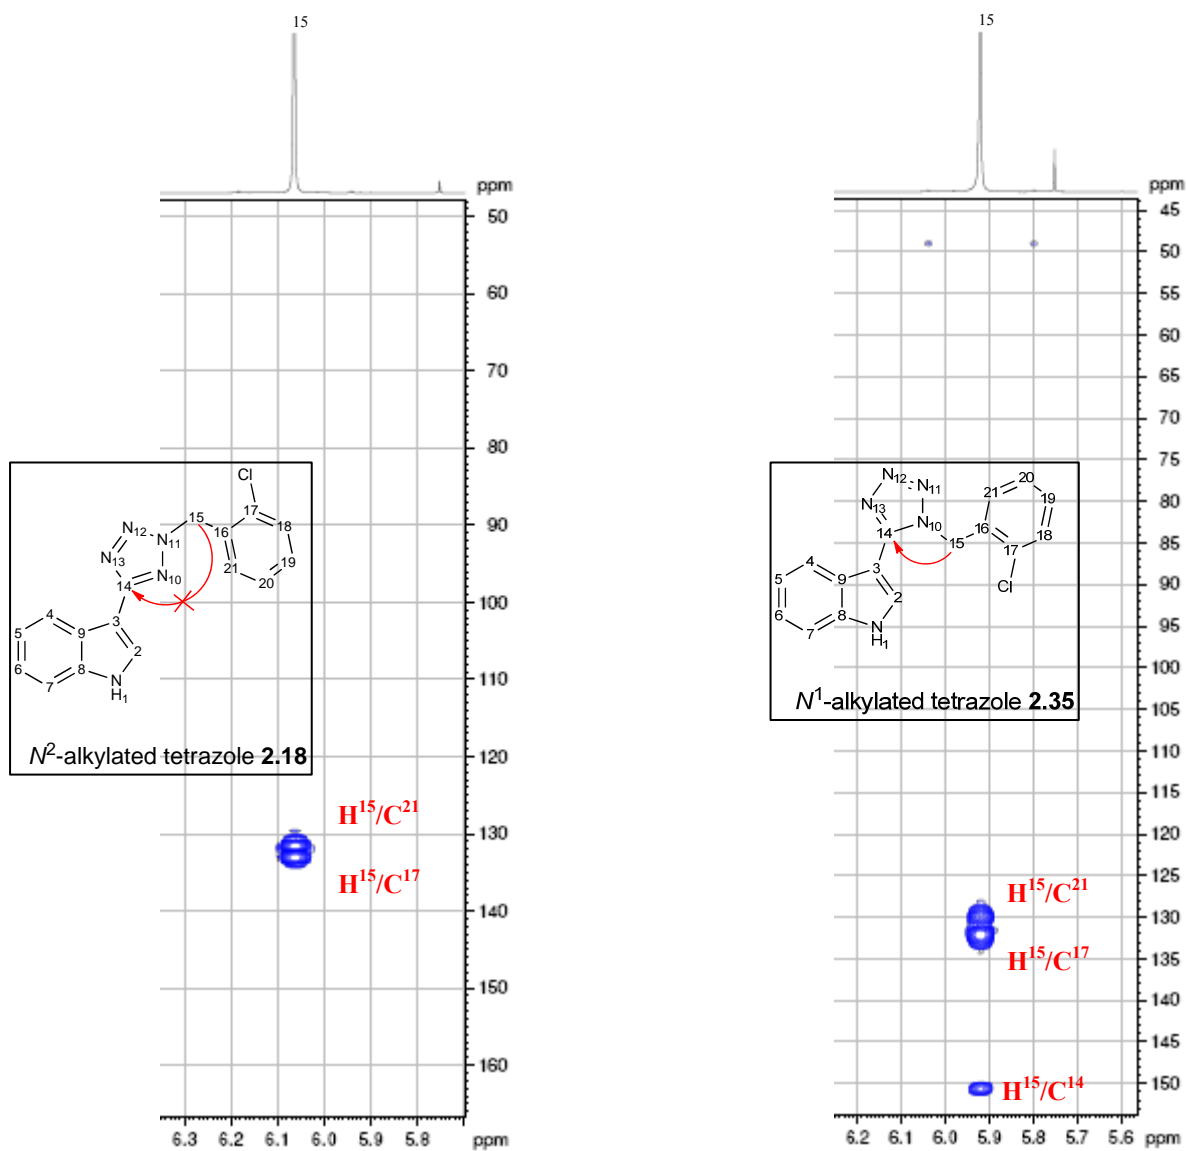 15
ppm
50
60
70
80
90
100
110
120
130
140
150
160
6.3 6.2 6.1 6.0 5.9 5.8 ppm
Cl
15
17
16
18
19
20
21
N12
N13
N10
11
14
4
5
6
7
8
9
3
2
N
H1
N²-alkylated tetrazole 2.18
H¹⁵/C²¹
H¹⁵/C¹⁷
15
ppm
45
50
55
60
65
70
75
80
85
90
95
100
105
110
115
120
125
130
135
140
145
150
6.2 6.1 6.0 5.9 5.8 5.7 5.6 ppm
N12
N11
N13
N10
14
15
16
17
18
19
20
21
Cl
4
5
6
7
8
9
3
2
N
H1
N¹-alkylated tetrazole 2.35
H¹⁵/C²¹
H¹⁵/C¹⁷
H¹⁵/C¹⁴